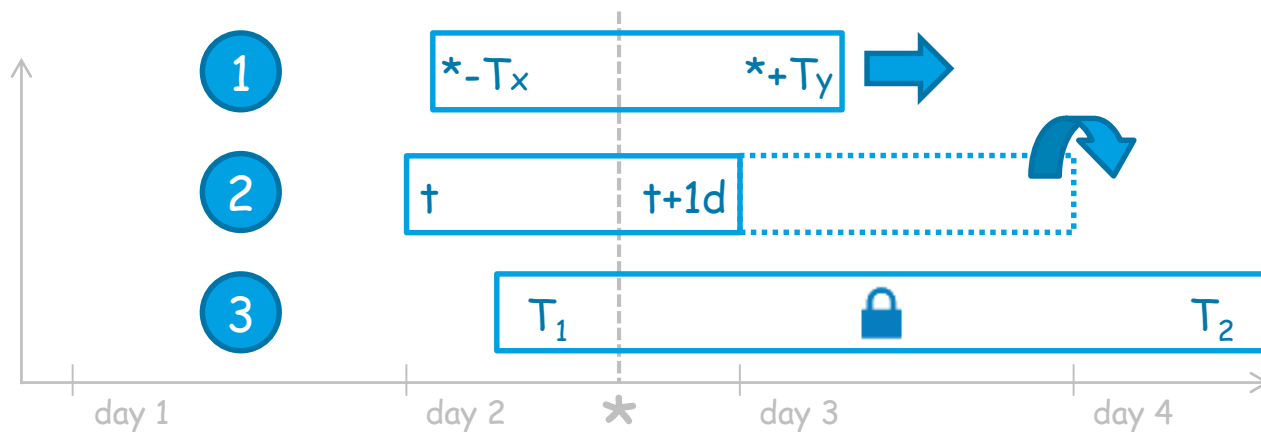 1 *-Tx *+Ty
2 t t+1d
3 T₁ T₂
day 1 day 2 * day 3 day 4